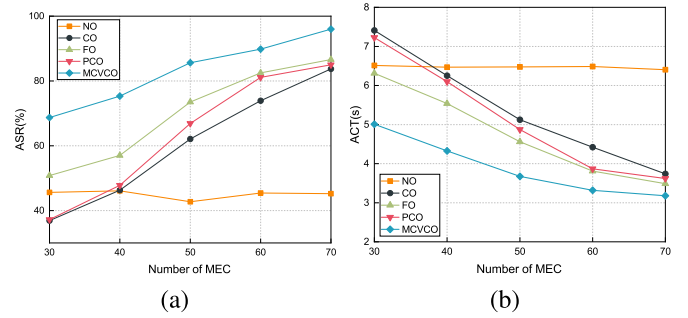 100
80
60
40
ASR(%)
NO
CO
FO
PCO
MCVCO
30 40 50 60 70
Number of MEC
(a)
8
7
6
5
4
3
2
ACT(s)
NO
CO
FO
PCO
MCVCO
30 40 50 60 70
Number of MEC
(b)